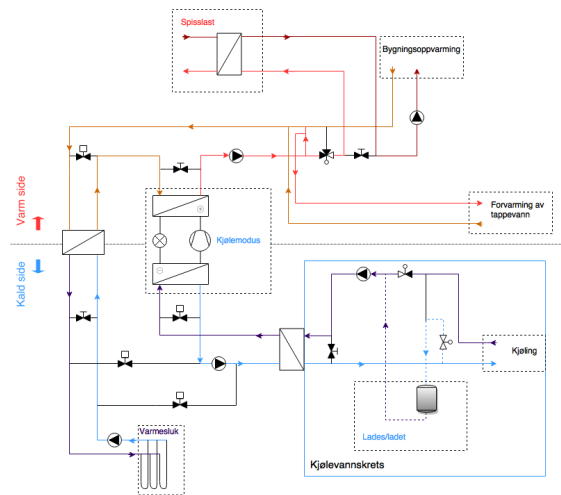 Spisslast
Bygningsoppvarming
Varm side
Forvarming av
tappevann
Kjølemodus
Kald side
Kjøling
Varmesluk
Lades/ladet
Kjølevannskrets